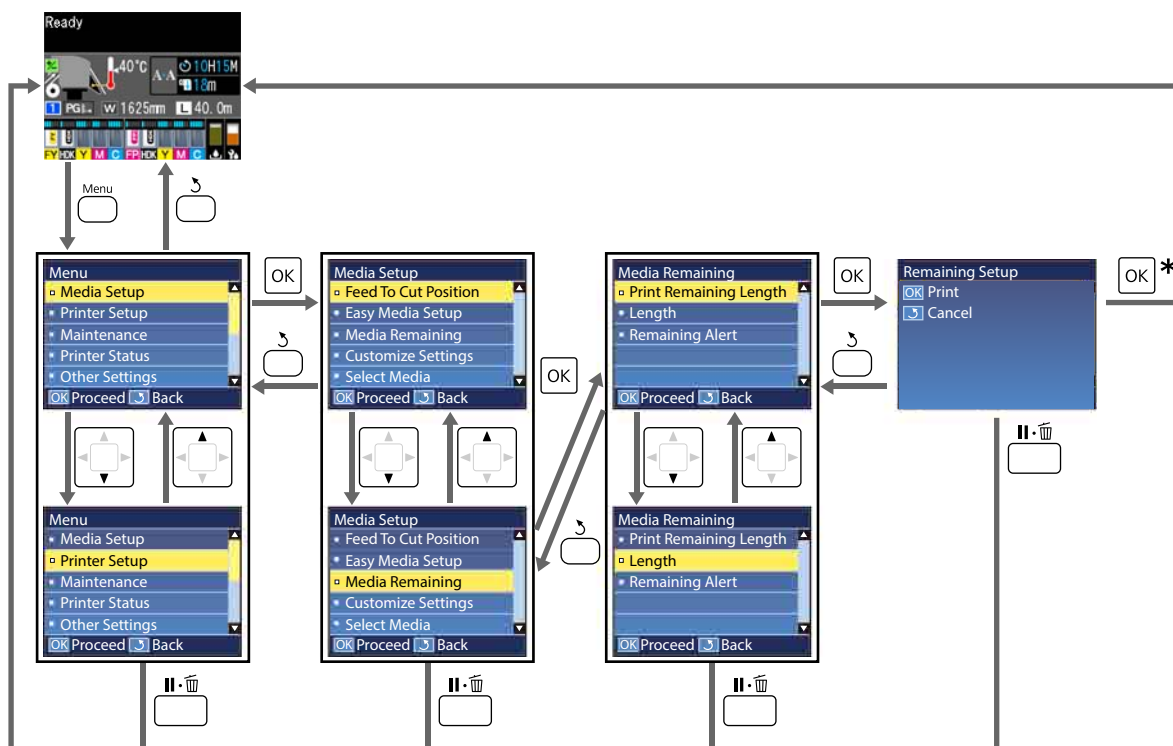 Ready
40°C A·A 10H15M
18m
1 PG W 1625mm L 40.0m
FY HDK Y M C FP HDK Y M C
Menu
Menu
Media Setup
Printer Setup
Maintenance
Printer Status
Other Settings
OK Proceed Back
OK
Media Setup
Feed To Cut Position
Easy Media Setup
Media Remaining
Customize Settings
Select Media
OK Proceed Back
OK
Media Remaining
Print Remaining Length
Length
Remaining Alert
OK Proceed Back
OK
Remaining Setup
OK Print
Cancel
OK *
Menu
Media Setup
Printer Setup
Maintenance
Printer Status
Other Settings
OK Proceed Back
Media Setup
Feed To Cut Position
Easy Media Setup
Media Remaining
Customize Settings
Select Media
OK Proceed Back
Media Remaining
Print Remaining Length
Length
Remaining Alert
OK Proceed Back